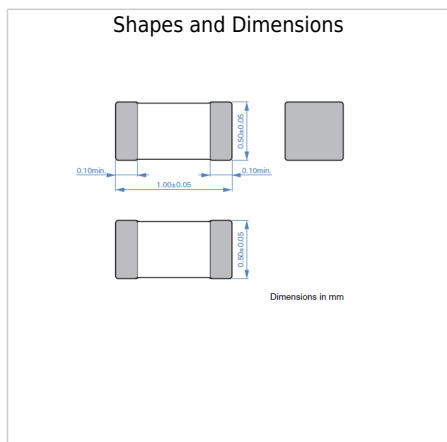 Shapes and Dimensions
0.50±0.05
0.10min.
0.10min.
1.00±0.05
0.50±0.05
Dimensions in mm